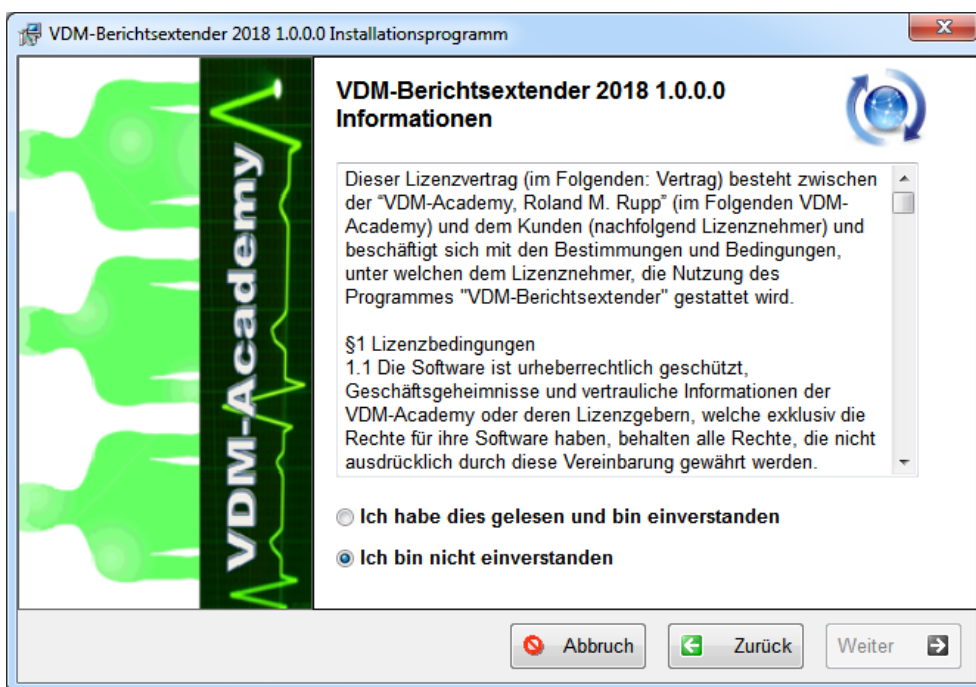 VDM-Berichtsextender 2018 1.0.0.0 Installationsprogramm
VDM-Academy
VDM-Berichtsextender 2018 1.0.0.0
Informationen
Dieser Lizenzvertrag (im Folgenden: Vertrag) besteht zwischen
der “VDM-Academy, Roland M. Rupp” (im Folgenden VDM-
Academy) und dem Kunden (nachfolgend Lizenznehmer) und
beschäftigt sich mit den Bestimmungen und Bedingungen,
unter welchen dem Lizenznehmer, die Nutzung des
Programmes "VDM-Berichtsextender" gestattet wird.
§1 Lizenzbedingungen
1.1 Die Software ist urheberrechtlich geschützt,
Geschäftsgeheimnisse und vertrauliche Informationen der
VDM-Academy oder deren Lizenzgebern, welche exklusiv die
Rechte für ihre Software haben, behalten alle Rechte, die nicht
ausdrücklich durch diese Vereinbarung gewährt werden.
Ich habe dies gelesen und bin einverstanden
Ich bin nicht einverstanden
Abbruch
Zurück
Weiter